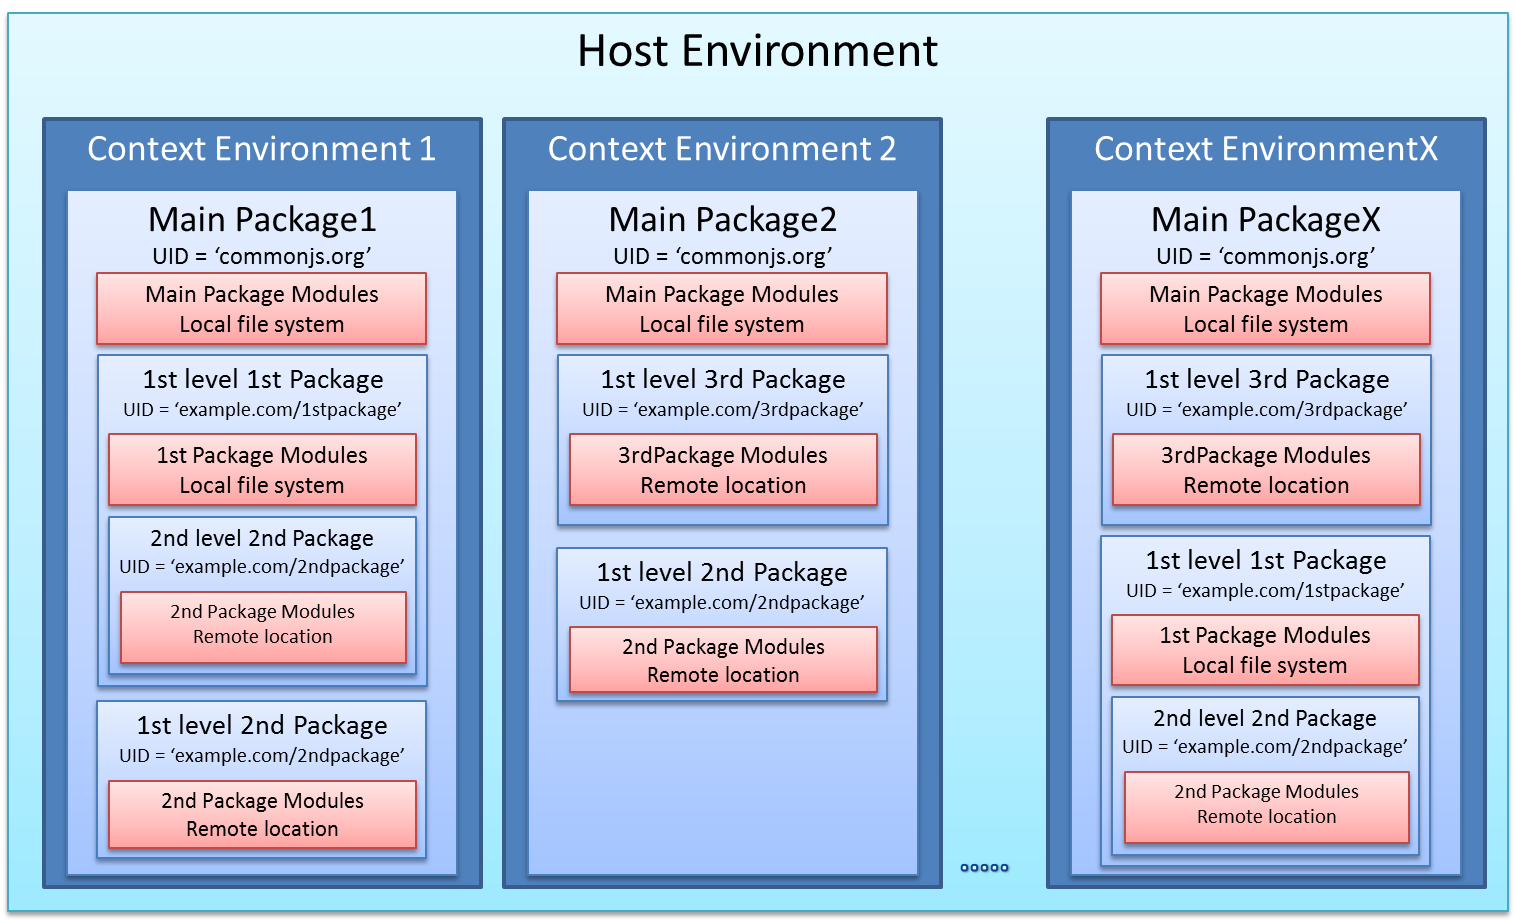 Host Environment
Context Environment 1
Main Package1
UID = ‘commonjs.org’
Main Package Modules
Local file system
1st level 1st Package
UID = ‘example.com/1stpackage’
1st Package Modules
Local file system
2nd level 2nd Package
UID = ‘example.com/2ndpackage’
2nd Package Modules
Remote location
1st level 2nd Package
UID = ‘example.com/2ndpackage’
2nd Package Modules
Remote location
Context Environment 2
Main Package2
UID = ‘commonjs.org’
Main Package Modules
Local file system
1st level 3rd Package
UID = ‘example.com/3rdpackage’
3rdPackage Modules
Remote location
1st level 2nd Package
UID = ‘example.com/2ndpackage’
2nd Package Modules
Remote location
Context EnvironmentX
Main PackageX
UID = ‘commonjs.org’
Main Package Modules
Local file system
1st level 3rd Package
UID = ‘example.com/3rdpackage’
3rdPackage Modules
Remote location
1st level 1st Package
UID = ‘example.com/1stpackage’
1st Package Modules
Local file system
2nd level 2nd Package
UID = ‘example.com/2ndpackage’
2nd Package Modules
Remote location